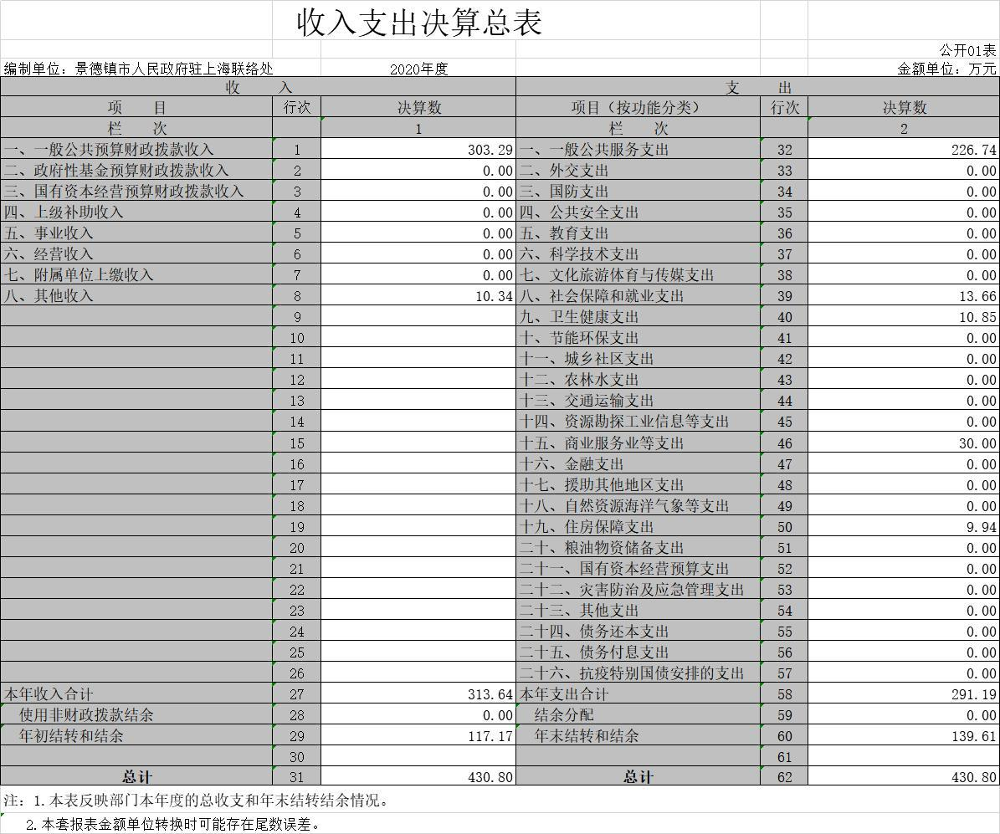 收入支出决算总表
公开01表
编制单位：景德镇市人民政府驻上海联络处 2020年度 金额单位：万元
收 入 支 出
项 目 行次 决算数 项目（按功能分类） 行次 决算数
栏 次 1 栏 次 2
一、一般公共预算财政拨款收入 1 303.29 一、一般公共服务支出 32 226.74
二、政府性基金预算财政拨款收入 2 0.00 二、外交支出 33 0.00
三、国有资本经营预算财政拨款收入 3 0.00 三、国防支出 34 0.00
四、上级补助收入 4 0.00 四、公共安全支出 35 0.00
五、事业收入 5 0.00 五、教育支出 36 0.00
六、经营收入 6 0.00 六、科学技术支出 37 0.00
七、附属单位上缴收入 7 0.00 七、文化旅游体育与传媒支出 38 0.00
八、其他收入 8 10.34 八、社会保障和就业支出 39 13.66
9 九、卫生健康支出 40 10.85
10 十、节能环保支出 41 0.00
11 十一、城乡社区支出 42 0.00
12 十二、农林水支出 43 0.00
13 十三、交通运输支出 44 0.00
14 十四、资源勘探工业信息等支出 45 0.00
15 十五、商业服务业等支出 46 30.00
16 十六、金融支出 47 0.00
17 十七、援助其他地区支出 48 0.00
18 十八、自然资源海洋气象等支出 49 0.00
19 十九、住房保障支出 50 9.94
20 二十、粮油物资储备支出 51 0.00
21 二十一、国有资本经营预算支出 52 0.00
22 二十二、灾害防治及应急管理支出 53 0.00
23 二十三、其他支出 54 0.00
24 二十四、债务还本支出 55 0.00
25 二十五、债务付息支出 56 0.00
26 二十六、抗疫特别国债安排的支出 57 0.00
本年收入合计 27 313.64 本年支出合计 58 291.19
使用非财政拨款结余 28 0.00 结余分配 59 0.00
年初结转和结余 29 117.17 年末结转和结余 60 139.61
30 61
总计 31 430.80 总计 62 430.80
注：1.本表反映部门本年度的总收支和年末结转结余情况。
2.本套报表金额单位转换时可能存在尾数误差。